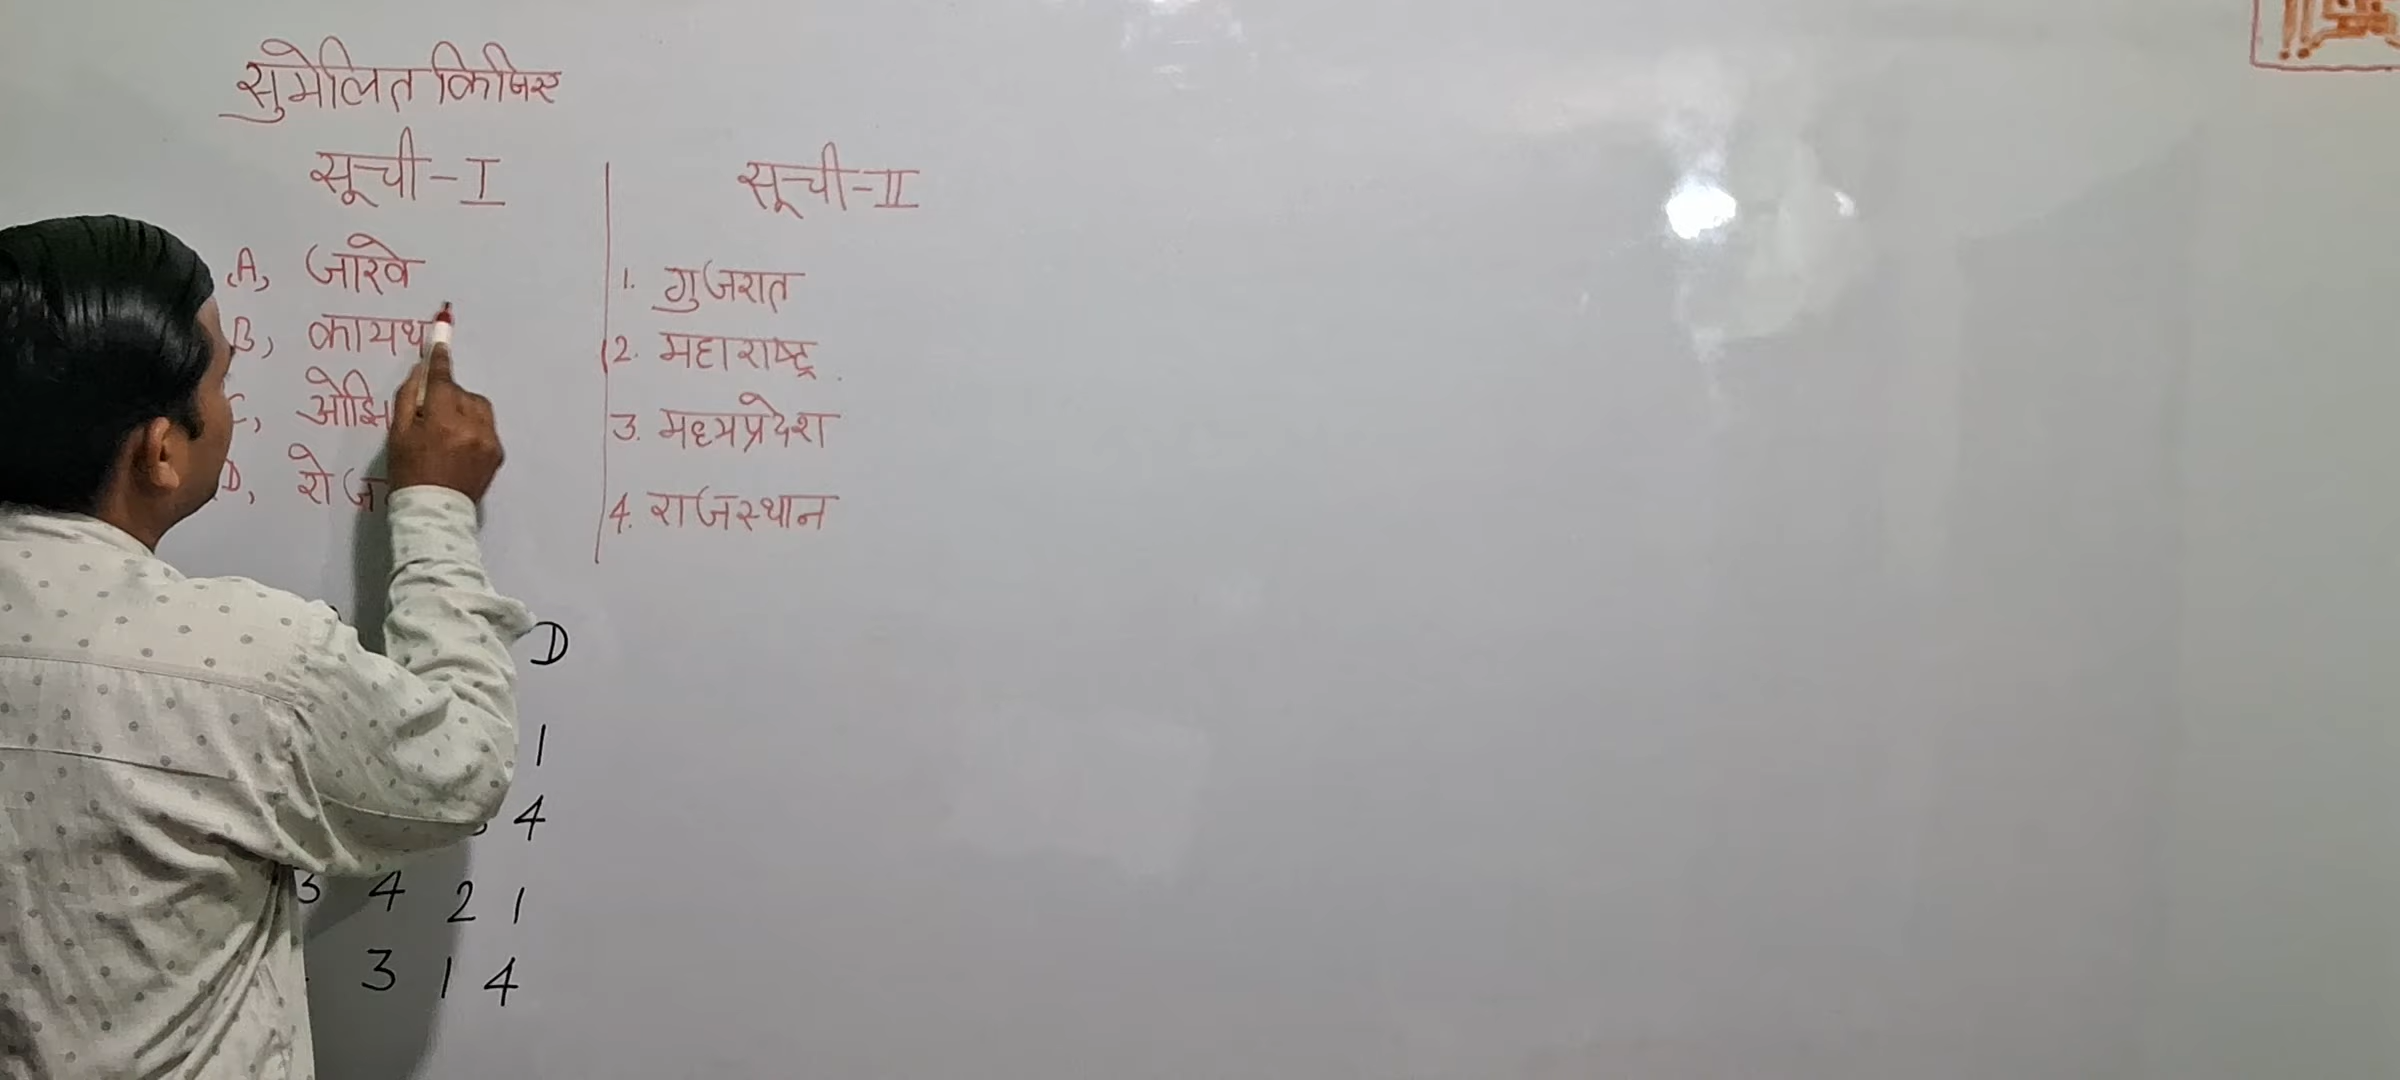 सुमेलित किजिए
सूची-I
सूची-II
A, जोरवे
1. गुजरात
B, कायथ
2. महाराष्ट्र
C,
3. मध्यप्रदेश
D,
4. राजस्थान
D
1
4
3 4 2 1
3 1 4